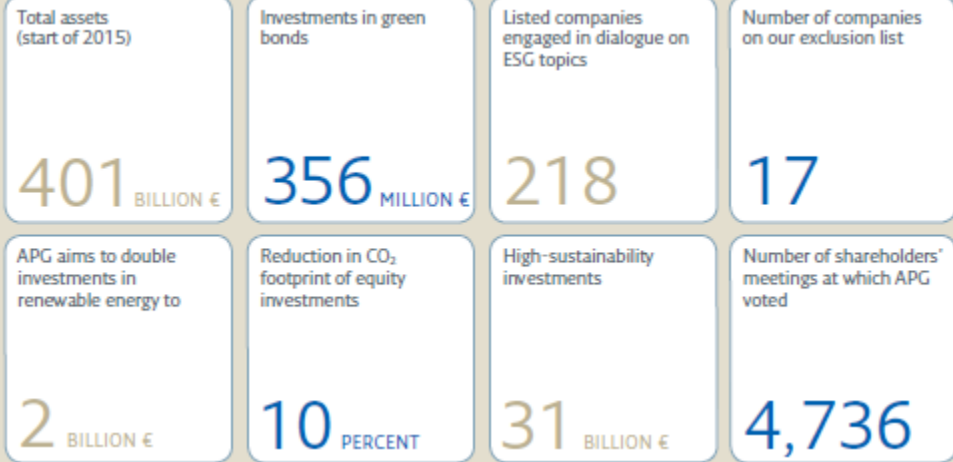 Total assets
(start of 2015)
401 BILLION €
Investments in green
bonds
356 MILLION €
Listed companies
engaged in dialogue on
ESG topics
218
Number of companies
on our exclusion list
17
APG aims to double
investments in
renewable energy to
2 BILLION €
Reduction in CO₂
footprint of equity
investments
10 PERCENT
High-sustainability
investments
31 BILLION €
Number of shareholders'
meetings at which APG
voted
4,736